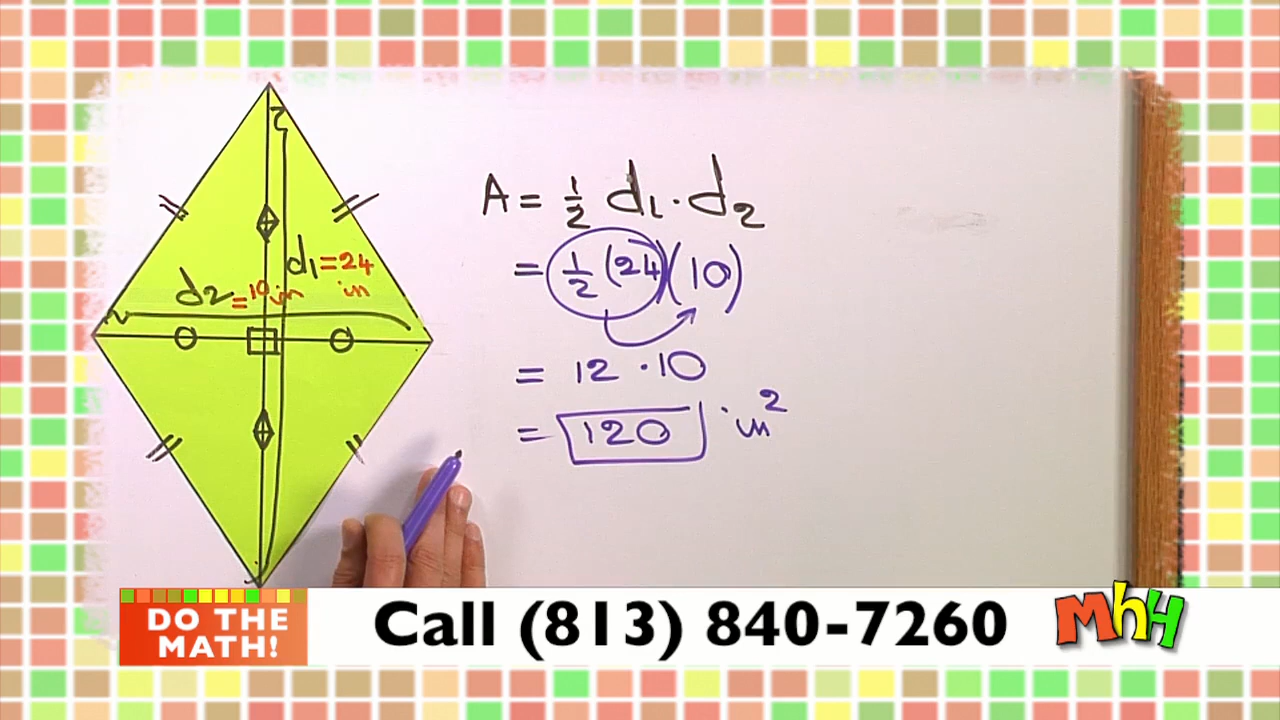 A = 1/2 d1 · d2
= 1/2 (24)(10)
= 12 · 10
= 120 in²
d1 = 24
in
d2 = 10 in
DO THE
MATH!
Call (813) 840-7260
Mh4